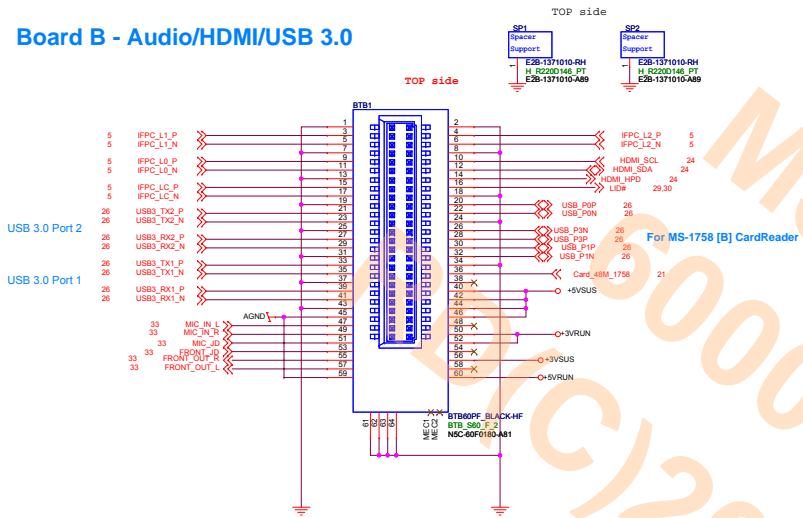 TOP side
Board B - Audio/HDMI/USB 3.0
SP1
Spacer
Support
1
E2B-1371010-RH
H_R220D146_PT
E2B-1371010-A89
SP2
Spacer
Support
1
E2B-1371010-RH
H_R220D146_PT
E2B-1371010-A89
TOP side
BTB1
1 2
3 4
5 6
7 8
9 10
11 12
13 14
15 16
17 18
19 20
21 22
23 24
25 26
27 28
29 30
31 32
33 34
35 36
37 38
39 40
41 42
43 44
45 46
47 48
49 50
51 52
53 54
55 56
57 58
59 60
5 IFPC_L1_P
5 IFPC_L1_N
5 IFPC_L0_P
5 IFPC_L0_N
5 IFPC_LC_P
5 IFPC_LC_N
USB 3.0 Port 2
26 USB3_TX2_P
26 USB3_TX2_N
26 USB3_RX2_P
26 USB3_RX2_N
USB 3.0 Port 1
26 USB3_TX1_P
26 USB3_TX1_N
26 USB3_RX1_P
26 USB3_RX1_N
AGND
33 MIC_IN_L
33 MIC_IN_R
33 MIC_JD
33 FRONT_JD
33 FRONT_OUT_R
33 FRONT_OUT_L
IFPC_L2_P 5
IFPC_L2_N 5
HDMI_SCL 24
HDMI_SDA 24
HDMI_HPD 24
LID# 29,30
USB_P0P 26
USB_P0N 26
USB_P3N 26
USB_P3P 26
USB_P1P 26
USB_P1N 26
For MS-1758 [B] CardReader
Card_48M_1758 21
+5VSUS
+3VRUN
+3VSUS
+5VRUN
61
62
63
64
MEC1
MEC2
BTB60PF_BLACK-HF
BTB_S60_F_2
N5C-60F0180-A81
6000
(C)20